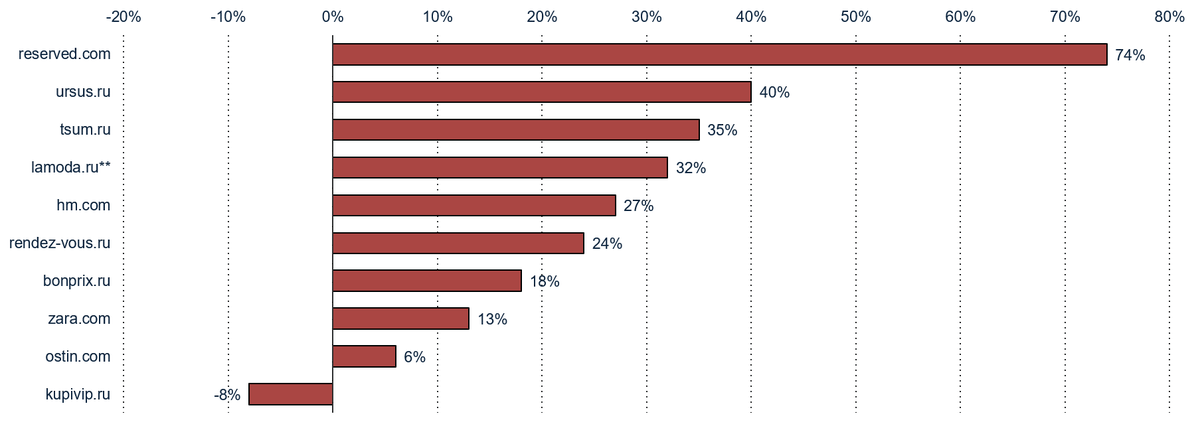 -20% -10% 0% 10% 20% 30% 40% 50% 60% 70% 80%
reserved.com 74%
ursus.ru 40%
tsum.ru 35%
lamoda.ru** 32%
hm.com 27%
rendez-vous.ru 24%
bonprix.ru 18%
zara.com 13%
ostin.com 6%
kupivip.ru -8%